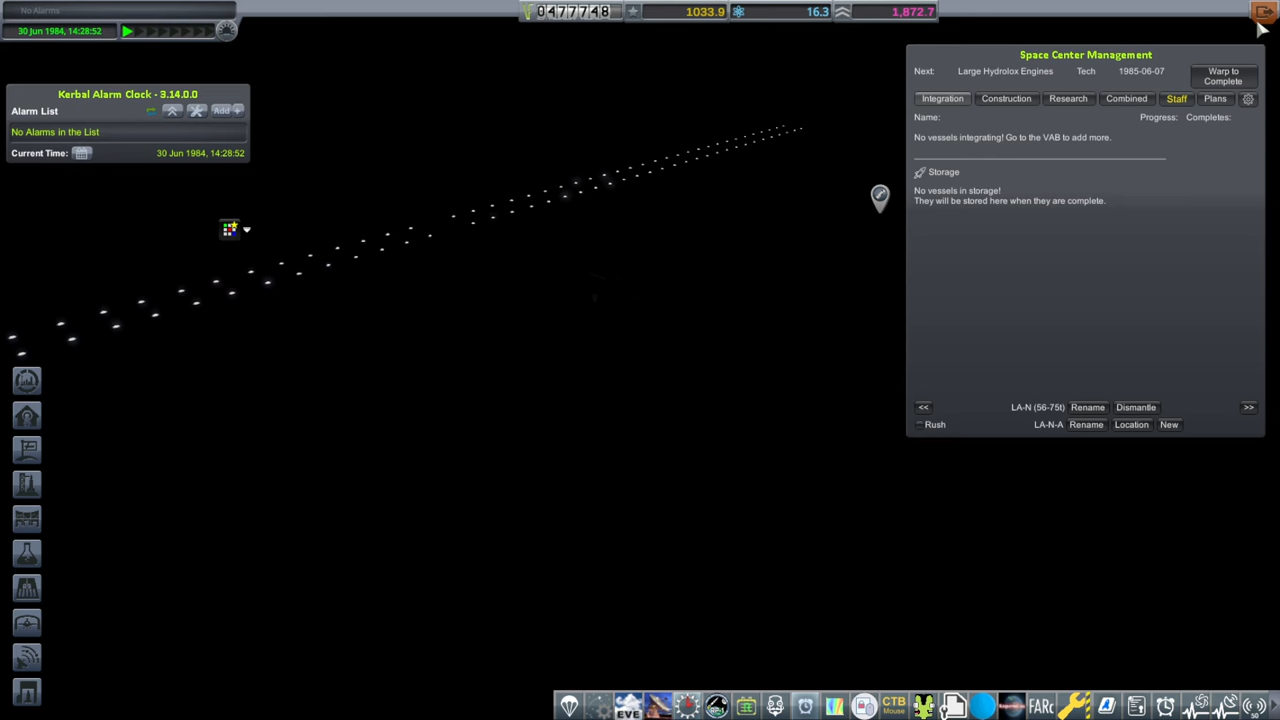 No Alarms
30 Jun 1984, 14:28:52
0477748
1033.9
16.3
1,872.7
Kerbal Alarm Clock - 3.14.0.0
Alarm List
Add +
No Alarms in the List
Current Time:
30 Jun 1984, 14:28:52
Space Center Management
Next: Large Hydrolox Engines Tech 1985-06-07
Warp to
Complete
Integration Construction Research Combined Staff Plans
Name: Progress: Completes:
No vessels integrating! Go to the VAB to add more.
Storage
No vessels in storage!
They will be stored here when they are complete.
<< LA-N (56-75t) Rename Dismantle >>
Rush LA-N-A Rename Location New
EVE
RP-1
CTB
Mouse
FARc
50